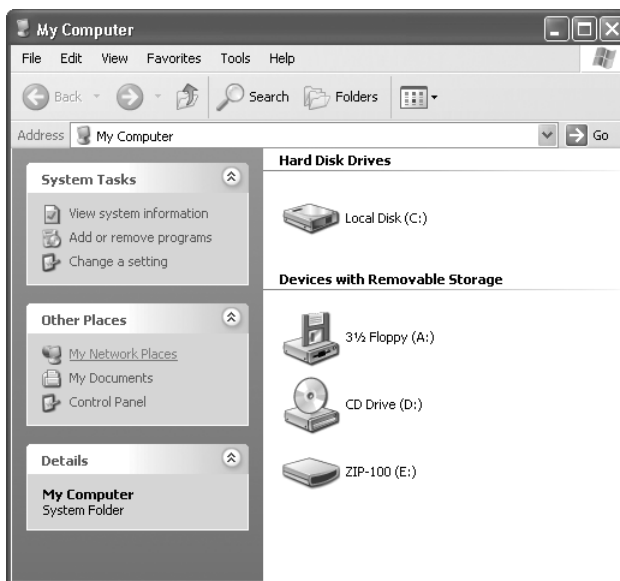 My Computer
File Edit View Favorites Tools Help
Back Search Folders
Address My Computer Go
System Tasks
View system information
Add or remove programs
Change a setting
Other Places
My Network Places
My Documents
Control Panel
Details
My Computer
System Folder
Hard Disk Drives
Local Disk (C:)
Devices with Removable Storage
3½ Floppy (A:)
CD Drive (D:)
ZIP-100 (E:)